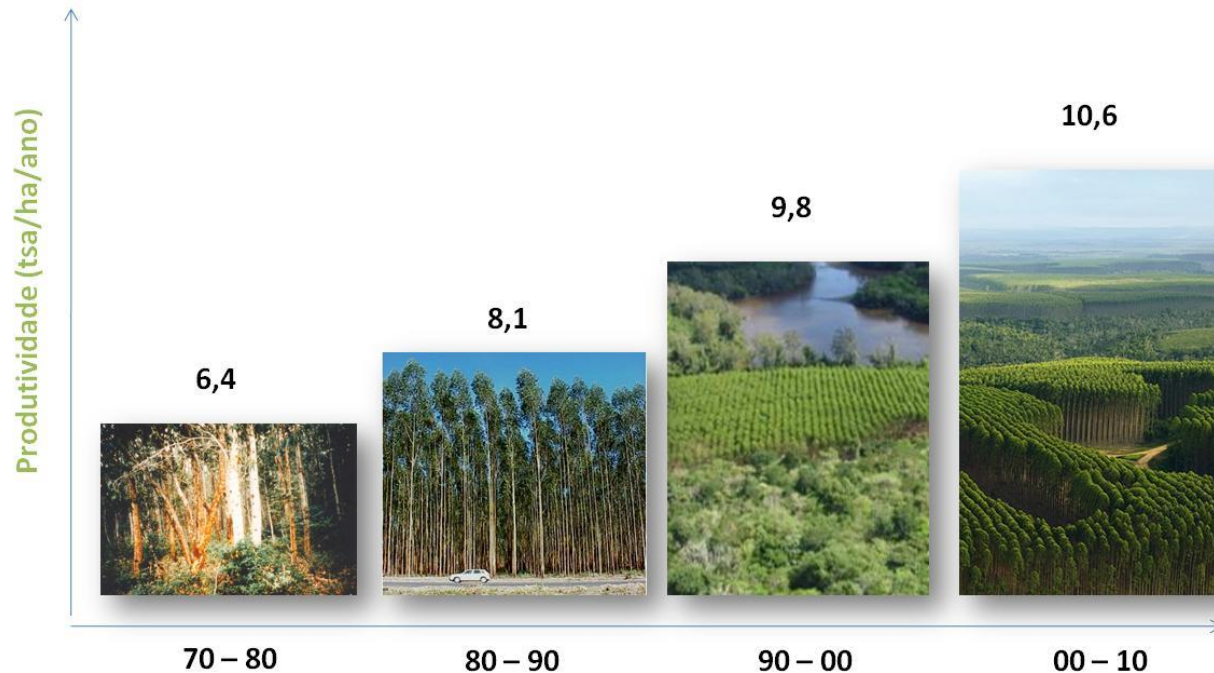 Produtividade (tsa/ha/ano)
10,6
9,8
8,1
6,4
70 – 80
80 – 90
90 – 00
00 – 10